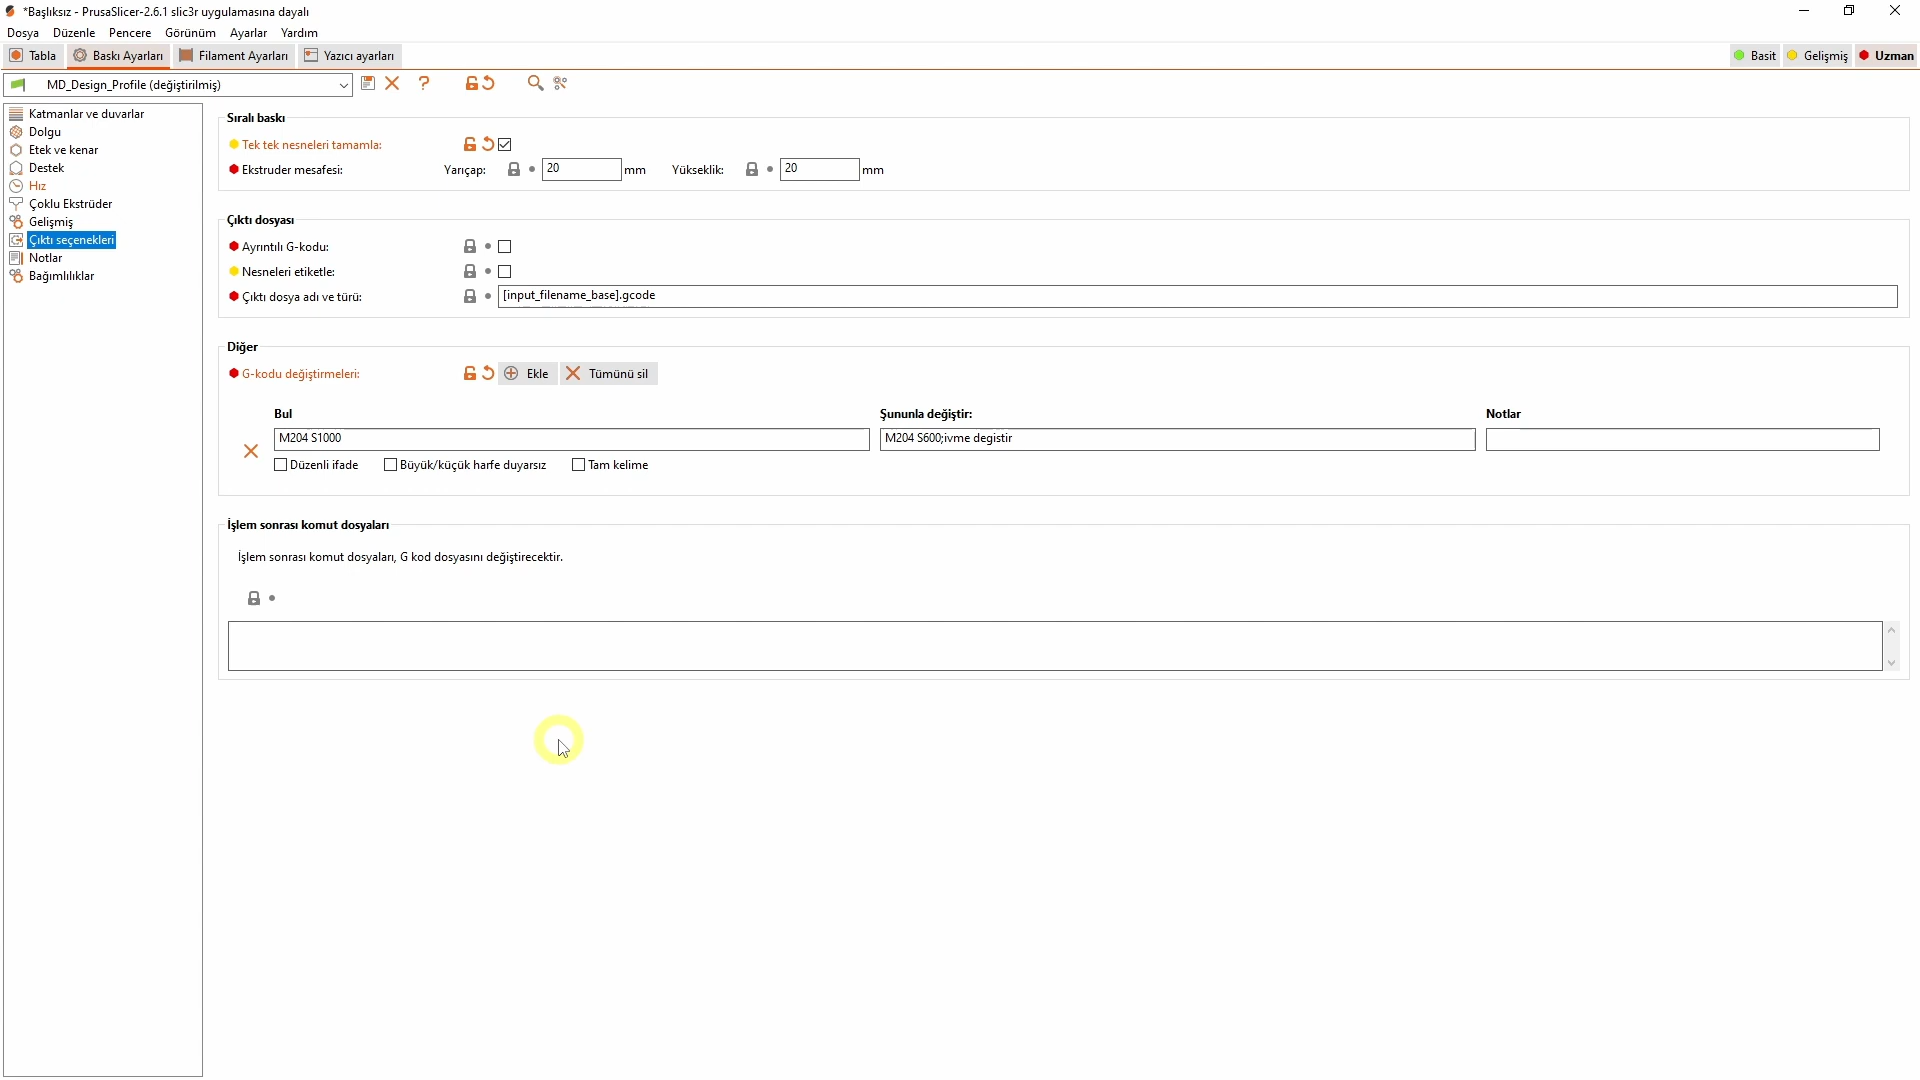 *Başlıksız - PrusaSlicer-2.6.1 slic3r uygulamasına dayalı
Dosya Düzenle Pencere Görünüm Ayarlar Yardım
Tabla Baskı Ayarları Filament Ayarları Yazıcı ayarları Basit Gelişmiş Uzman
MD_Design_Profile (değiştirilmiş)
Katmanlar ve duvarlar
Dolgu
Etek ve kenar
Destek
Hız
Çoklu Ekstrüder
Gelişmiş
Çıktı seçenekleri
Notlar
Bağımlılıklar
Sıralı baskı
Tek tek nesneleri tamamla:
Ekstruder mesafesi: Yarıçap: 20 mm Yükseklik: 20 mm
Çıktı dosyası
Ayrıntılı G-kodu:
Nesneleri etiketle:
Çıktı dosya adı ve türü: [input_filename_base].gcode
Diğer
G-kodu değiştirmeleri: Ekle Tümünü sil
Bul Şununla değiştir: Notlar
M204 S1000 M204 S600;ivme degistir
Düzenli ifade Büyük/küçük harfe duyarsız Tam kelime
İşlem sonrası komut dosyaları
İşlem sonrası komut dosyaları, G kod dosyasını değiştirecektir.